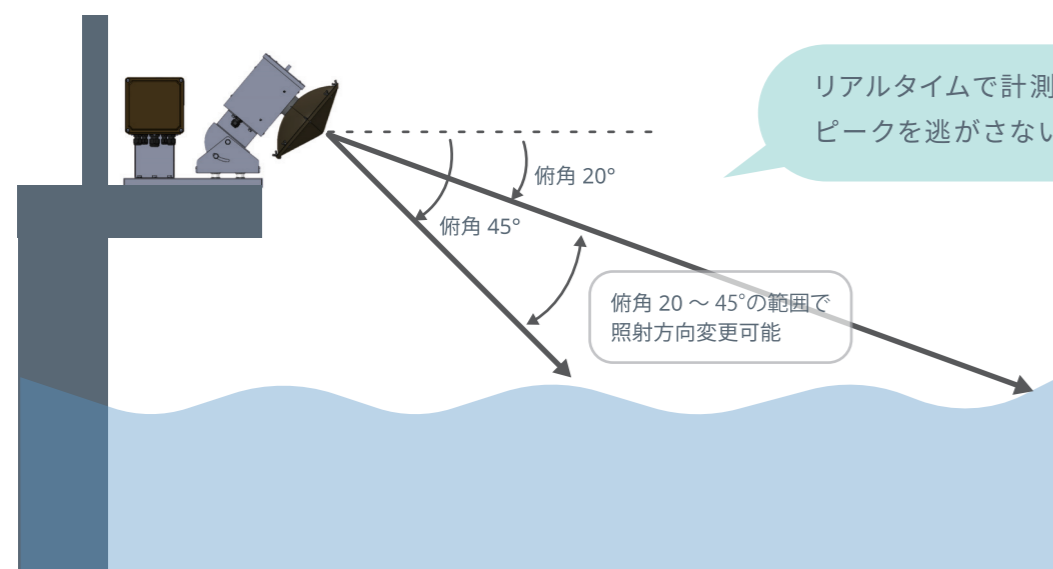 リアルタイムで計測
ピークを逃がさない
俯角 20°
俯角 45°
俯角 20 ～ 45°の範囲で
照射方向変更可能